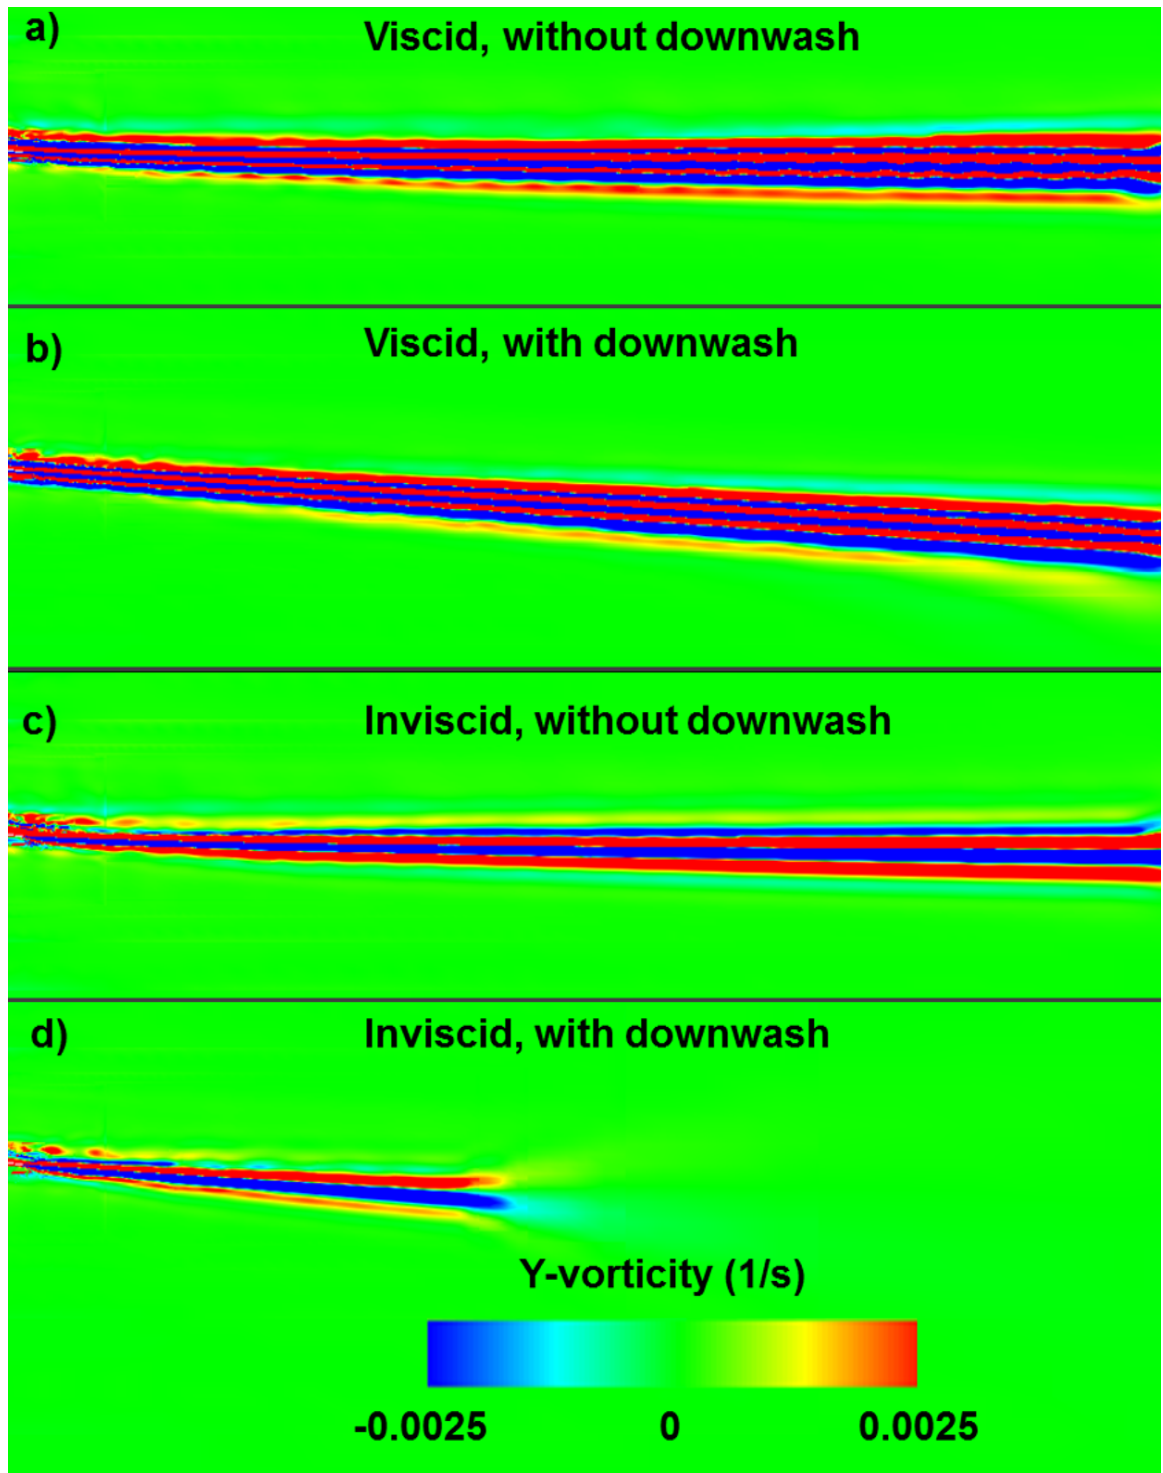 a)
Viscid, without downwash
b)
Viscid, with downwash
c)
Inviscid, without downwash
d)
Inviscid, with downwash
Y-vorticity (1/s)
-0.0025 0 0.0025